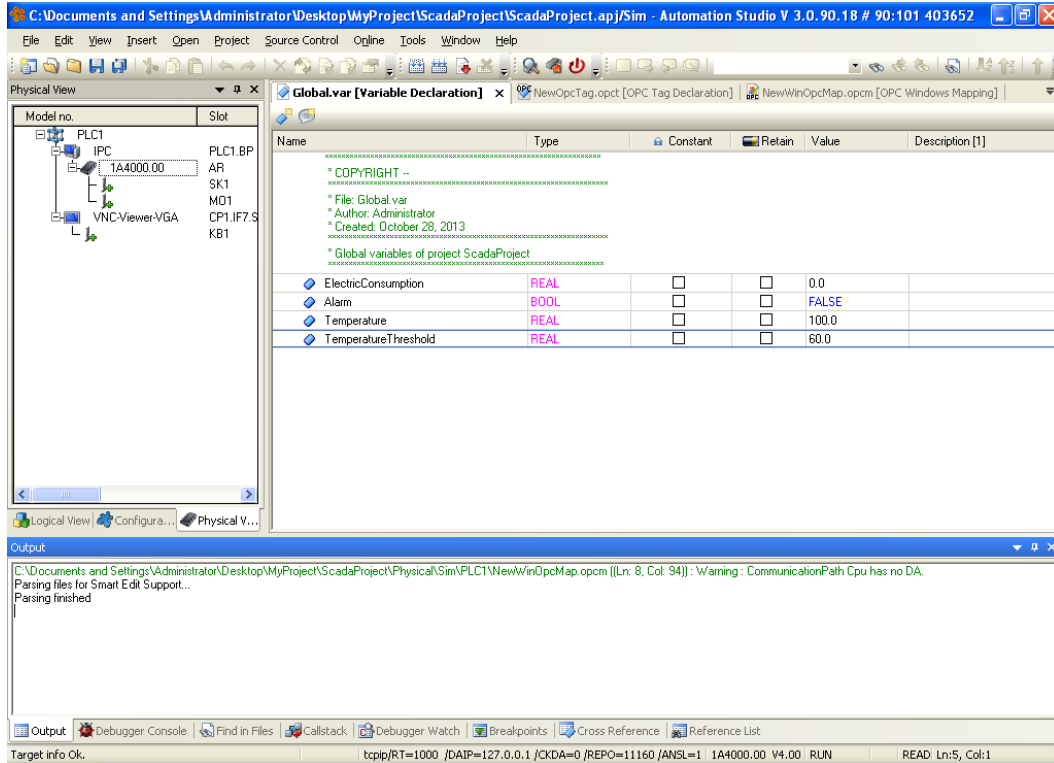 C:\Documents and Settings\Administrator\Desktop\MyProject\ScadaProject\ScadaProject.apj/Sim - Automation Studio V 3.0.90.18 # 90:101 403652
File Edit View Insert Open Project Source Control Online Tools Window Help
Physical View
Global.var [Variable Declaration] NewOpcTag.opct [OPC Tag Declaration] NewWinOpcMap.opcm [OPC Windows Mapping]
Model no. Slot
PLC1
IPC PLC1.BP
1A4000.00 AR
SK1
MO1
VNC-Viewer-VGA CP1.IF7.S
KB1
Name Type Constant Retain Value Description [1]
* COPYRIGHT --
* File: Global.var
* Author: Administrator
* Created: October 28, 2013
* Global variables of project ScadaProject
ElectricConsumption REAL 0.0
Alarm BOOL FALSE
Temperature REAL 100.0
TemperatureThreshold REAL 60.0
Logical View Configura... Physical V...
Output
C:\Documents and Settings\Administrator\Desktop\MyProject\ScadaProject\Physical\Sim\PLC1\NewWinOpcMap.opcm ((Ln: 8, Col: 94)) : Warning : CommunicationPath Cpu has no DA.
Parsing files for Smart Edit Support...
Parsing finished
Output Debugger Console Find in Files Callstack Debugger Watch Breakpoints Cross Reference Reference List
Target info Ok. tcpip/RT=1000 /DAIP=127.0.0.1 /CKDA=0 /REPO=11160 /ANSL=1 1A4000.00 V4.00 RUN READ Ln:5, Col:1